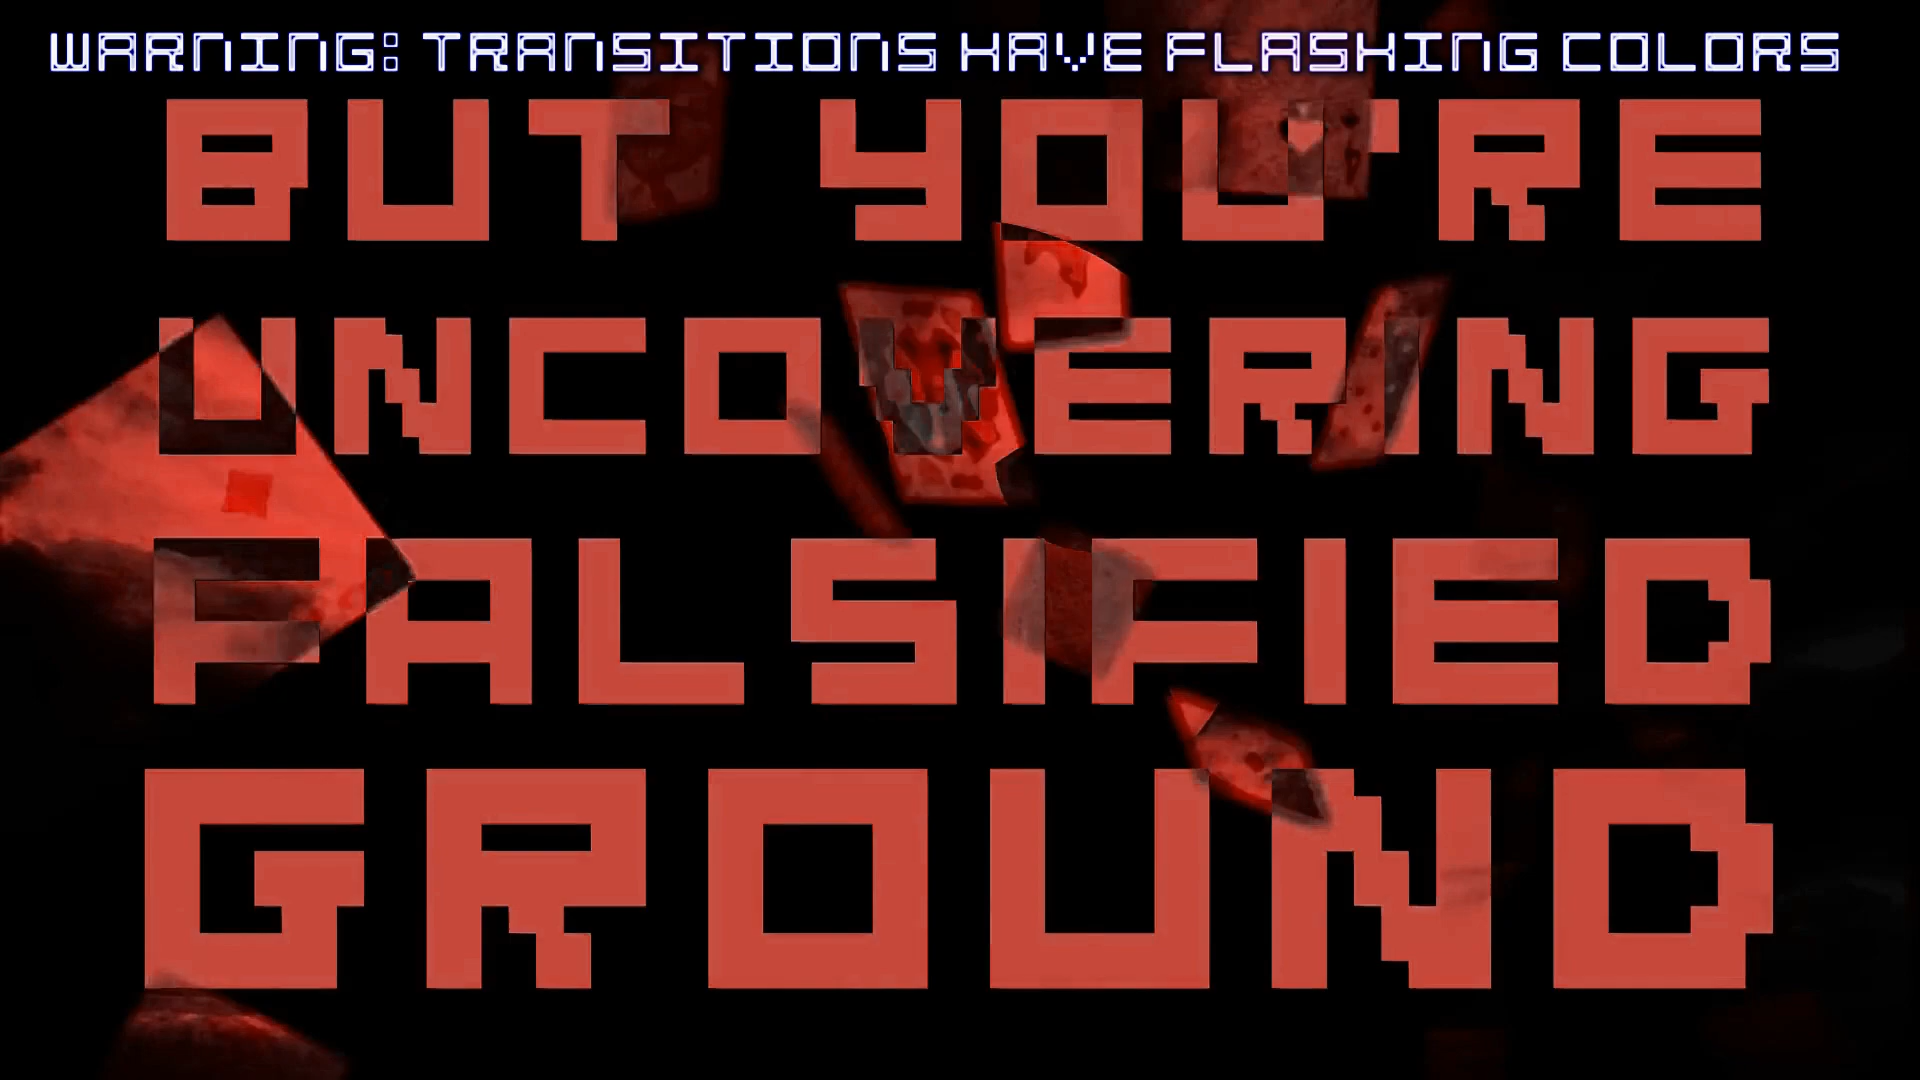 WARNING: TRANSITIONS HAVE FLASHING COLORS
BUT YOU'RE
UNCOVERING
FALSIFIED
GROUND